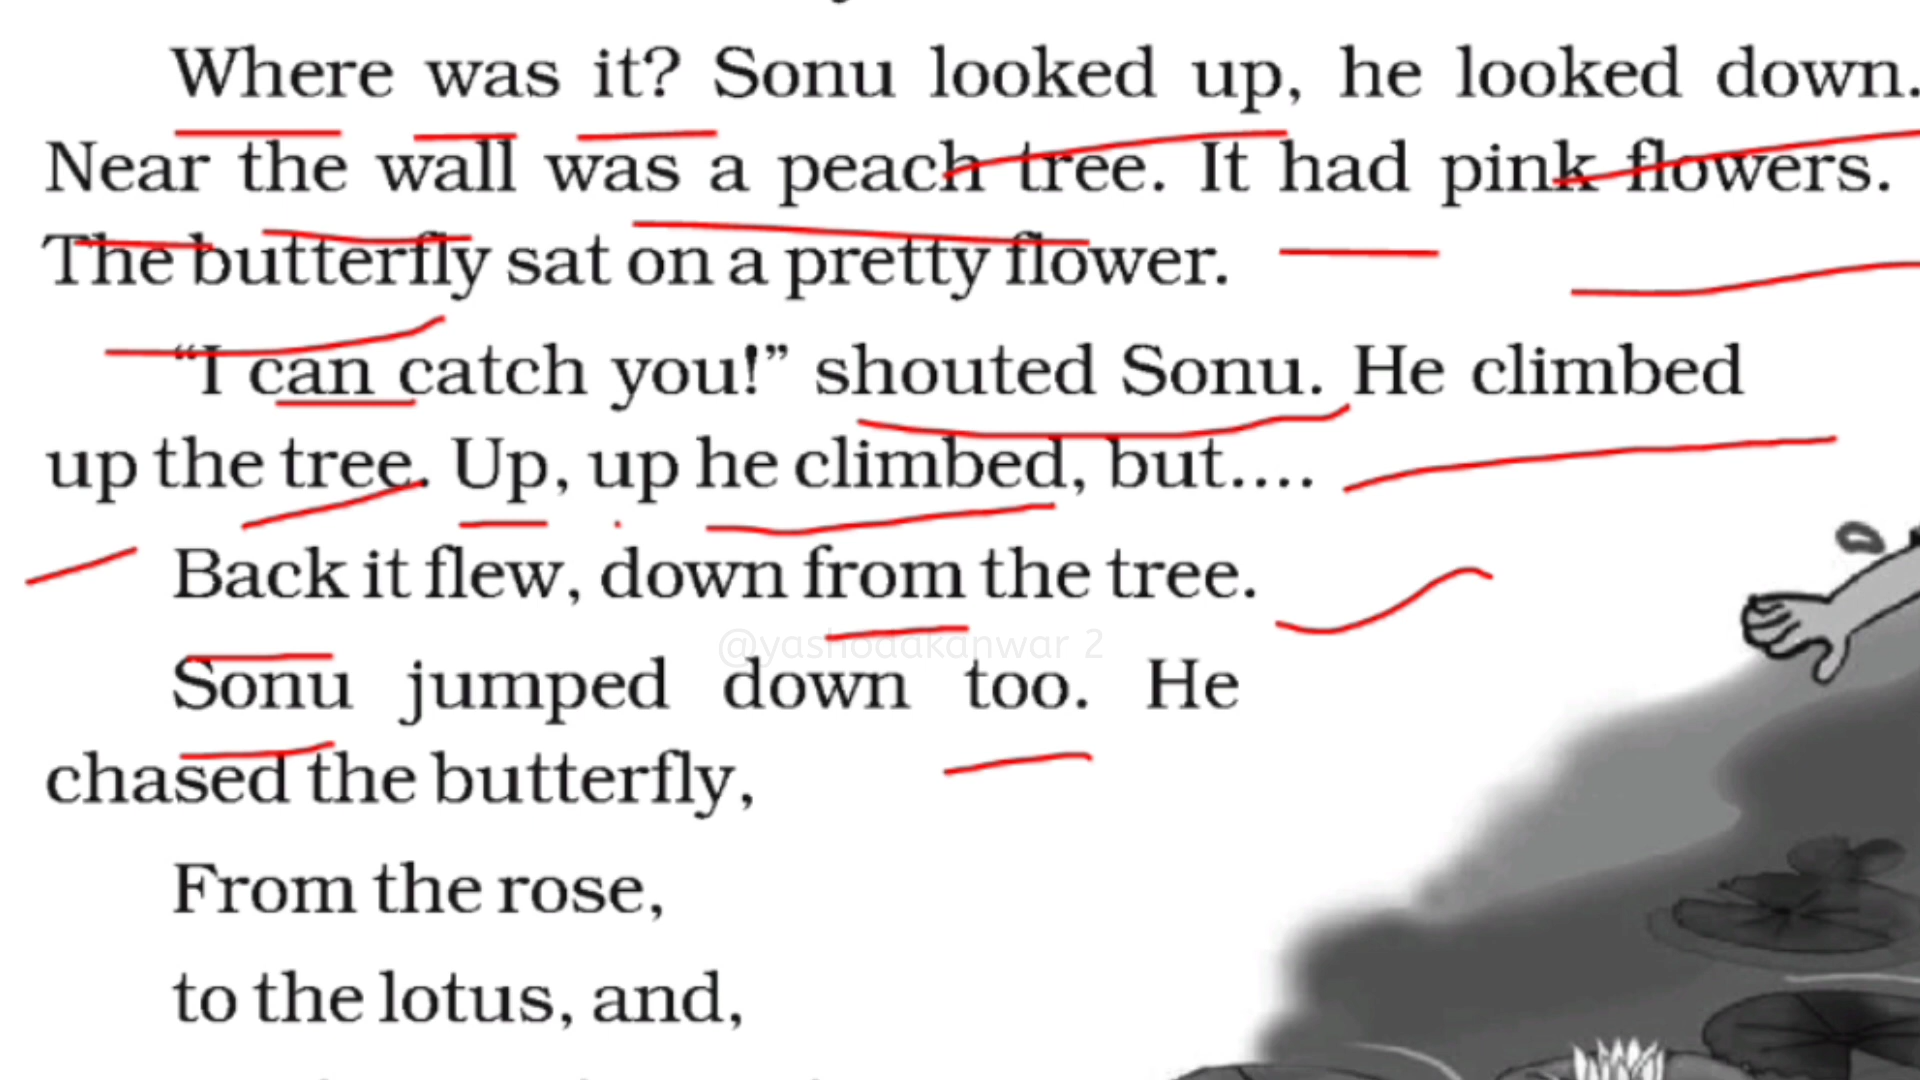 Where was it? Sonu looked up, he looked down.
Near the wall was a peach tree. It had pink flowers.
The butterfly sat on a pretty flower.
“I can catch you!” shouted Sonu. He climbed
up the tree. Up, up he climbed, but....
Back it flew, down from the tree.
@yashodakanwar 2
Sonu jumped down too. He
chased the butterfly,
From the rose,
to the lotus, and,